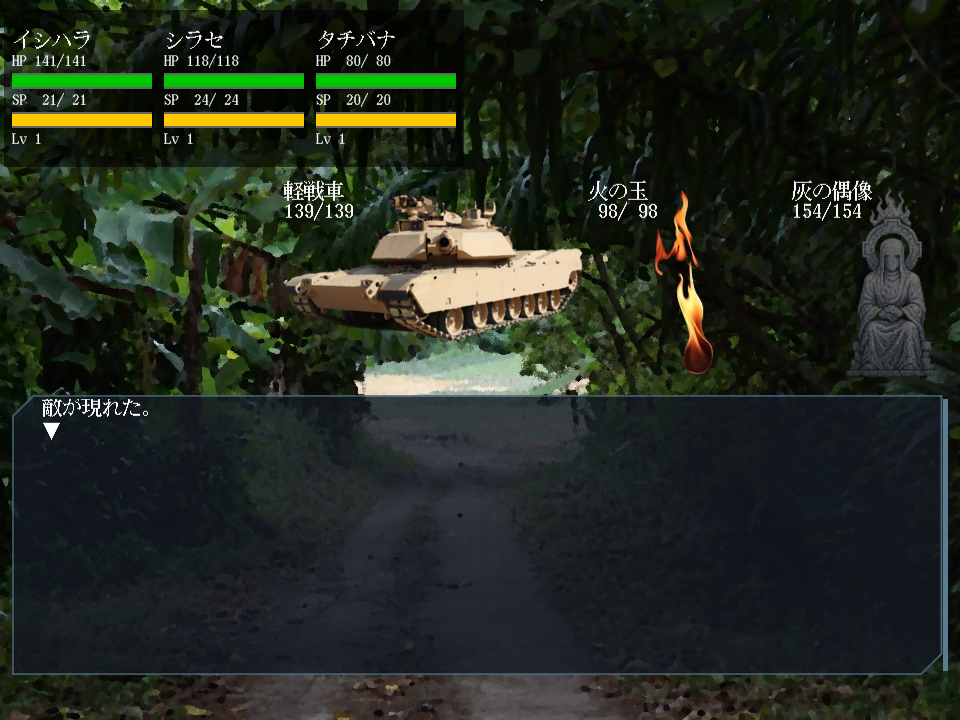 イシハラ シラセ タチバナ
HP 141/141 HP 118/118 HP 80/ 80
SP 21/ 21 SP 24/ 24 SP 20/ 20
Lv 1 Lv 1 Lv 1
軽戦車 火の玉 灰の偶像
139/139 98/ 98 154/154
敵が現れた。
▼